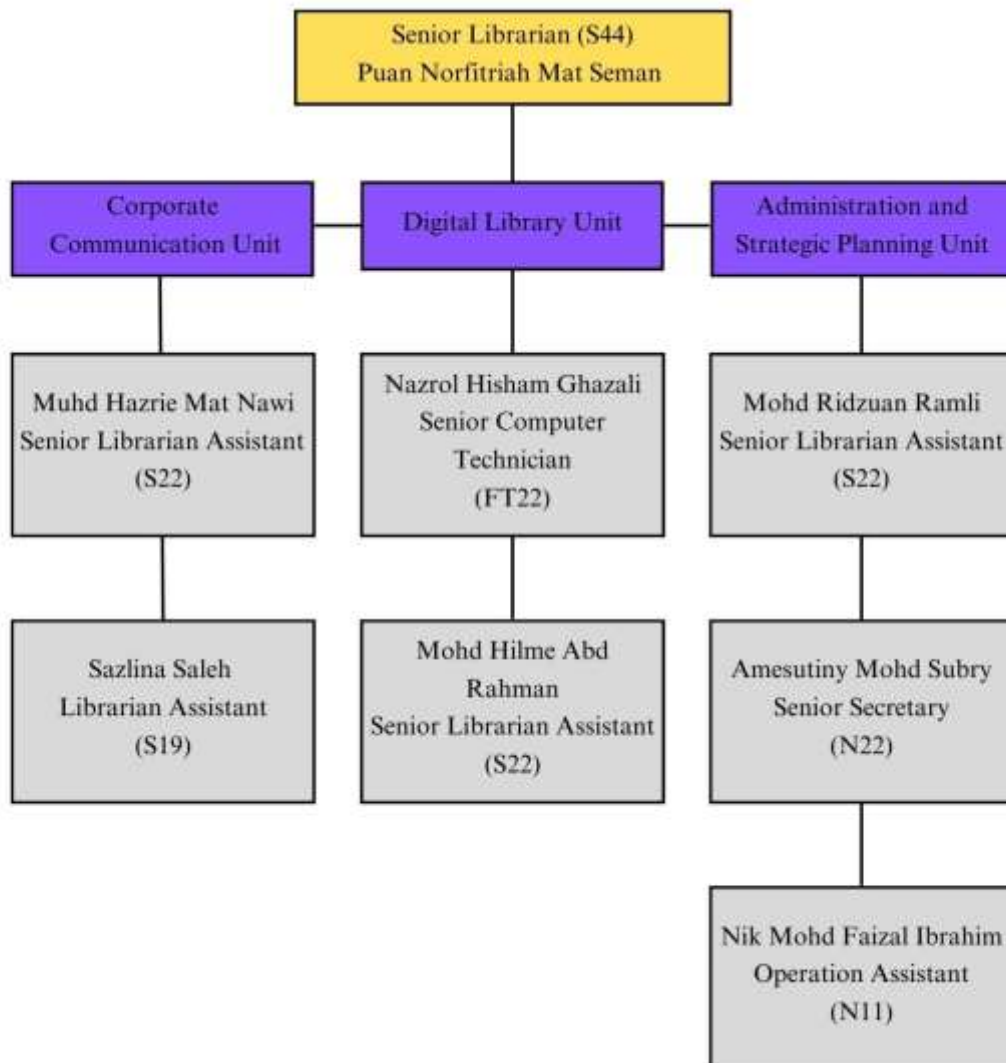 Senior Librarian (S44)
Puan Norfitriah Mat Seman
Corporate
Communication Unit
Digital Library Unit
Administration and
Strategic Planning Unit
Muhd Hazrie Mat Nawi
Senior Librarian Assistant
(S22)
Nazrol Hisham Ghazali
Senior Computer
Technician
(FT22)
Mohd Ridzuan Ramli
Senior Librarian Assistant
(S22)
Sazlina Saleh
Librarian Assistant
(S19)
Mohd Hilme Abd
Rahman
Senior Librarian Assistant
(S22)
Amesutiny Mohd Subry
Senior Secretary
(N22)
Nik Mohd Faizal Ibrahim
Operation Assistant
(N11)